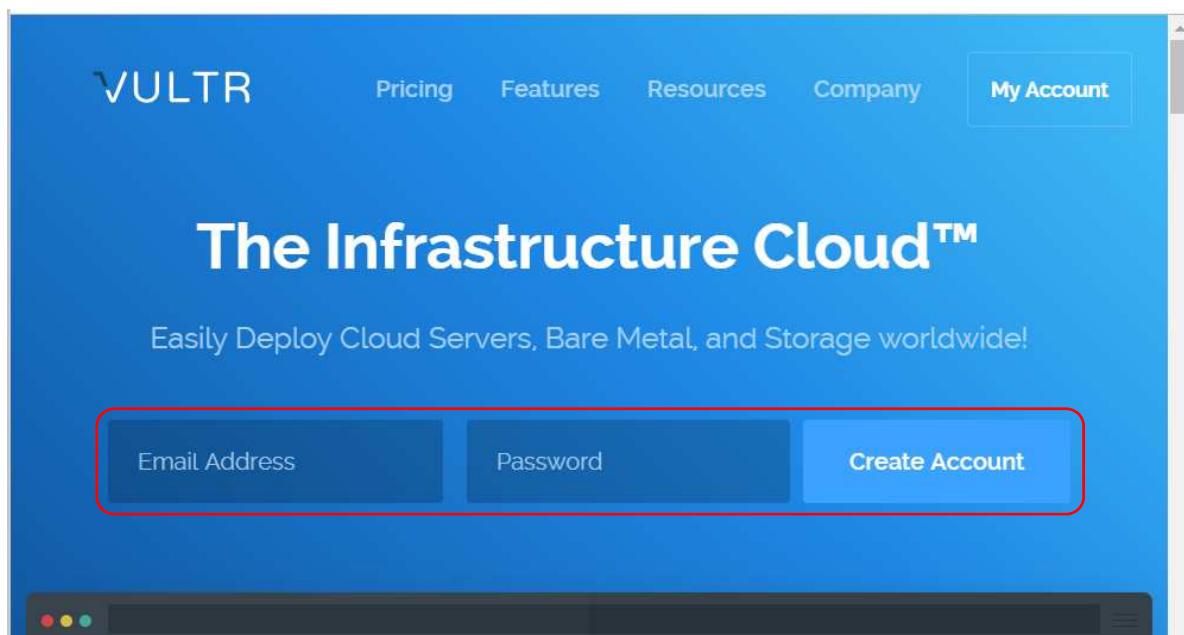 VULTR Pricing Features Resources Company My Account
The Infrastructure Cloud™
Easily Deploy Cloud Servers, Bare Metal, and Storage worldwide!
Email Address Password Create Account